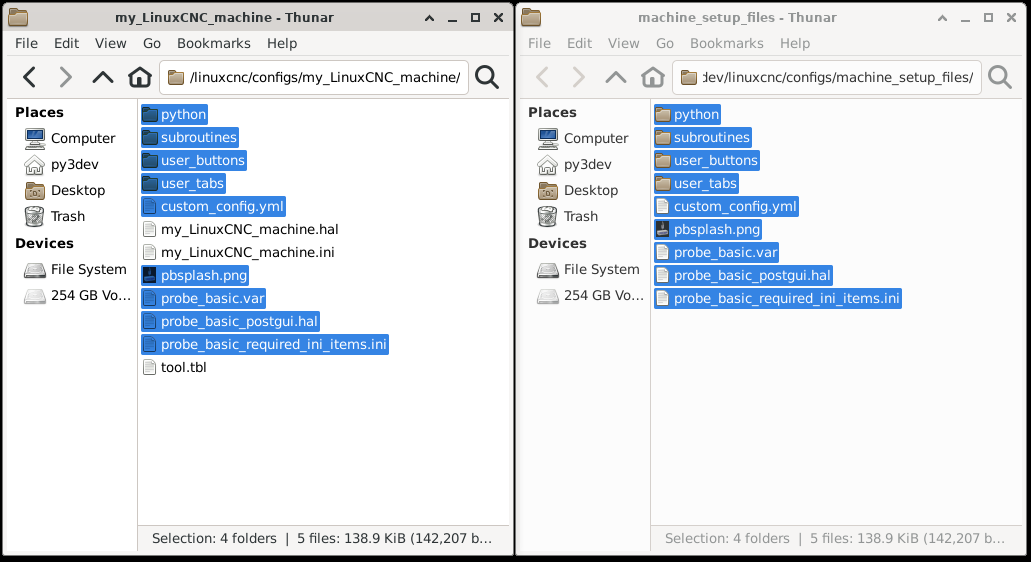 my_LinuxCNC_machine - Thunar
File Edit View Go Bookmarks Help
/linuxcnc/configs/my_LinuxCNC_machine/
Places
Computer
py3dev
Desktop
Trash
Devices
File System
254 GB Vo...
python
subroutines
user_buttons
user_tabs
custom_config.yml
my_LinuxCNC_machine.hal
my_LinuxCNC_machine.ini
pbsplash.png
probe_basic.var
probe_basic_postgui.hal
probe_basic_required_ini_items.ini
tool.tbl
Selection: 4 folders | 5 files: 138.9 KiB (142,207 b...
machine_setup_files - Thunar
File Edit View Go Bookmarks Help
dev/linuxcnc/configs/machine_setup_files/
Places
Computer
py3dev
Desktop
Trash
Devices
File System
254 GB Vo...
python
subroutines
user_buttons
user_tabs
custom_config.yml
pbsplash.png
probe_basic.var
probe_basic_postgui.hal
probe_basic_required_ini_items.ini
Selection: 4 folders | 5 files: 138.9 KiB (142,207 b...